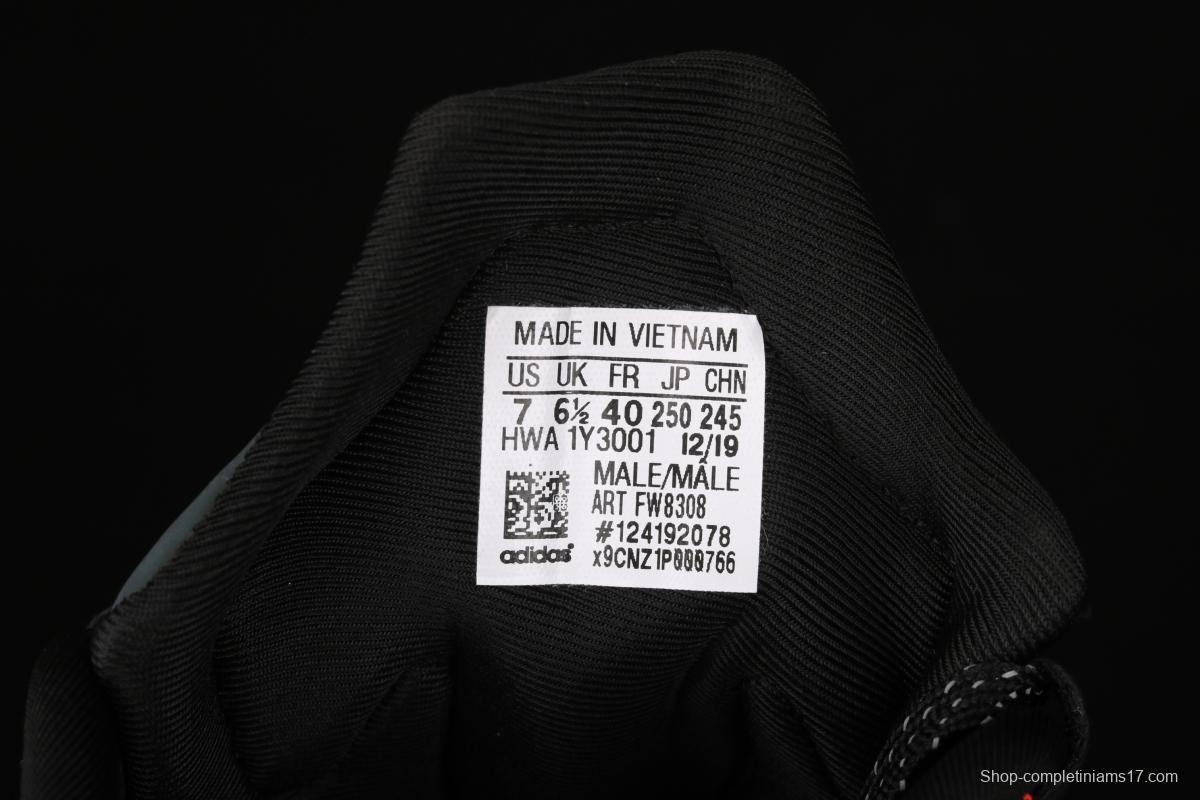 MADE IN VIETNAM
US UK FR JP CHN
7 6½ 40 250 245
HWA 1Y3001 12/19
MALE/MÂLE
ART FW8308
#124192078
adidas® x9CNZ1P000766
Shop-completiniams17.com